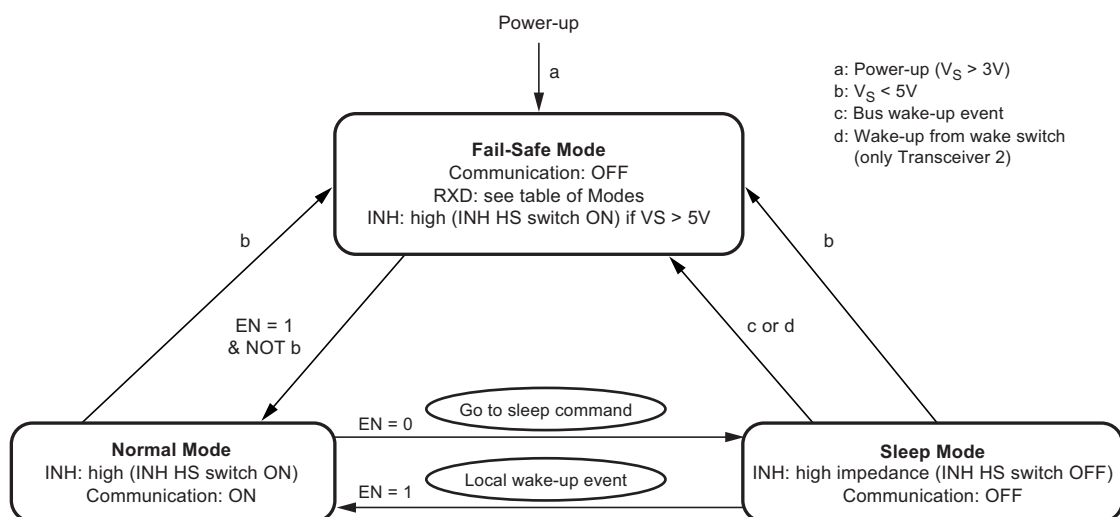 Power-up
a
a: Power-up (VS > 3V)
b: VS < 5V
c: Bus wake-up event
d: Wake-up from wake switch
(only Transceiver 2)
Fail-Safe Mode
Communication: OFF
RXD: see table of Modes
INH: high (INH HS switch ON) if VS > 5V
b
b
EN = 1
& NOT b
c or d
Go to sleep command
EN = 0
Normal Mode
INH: high (INH HS switch ON)
Communication: ON
Local wake-up event
EN = 1
Sleep Mode
INH: high impedance (INH HS switch OFF)
Communication: OFF